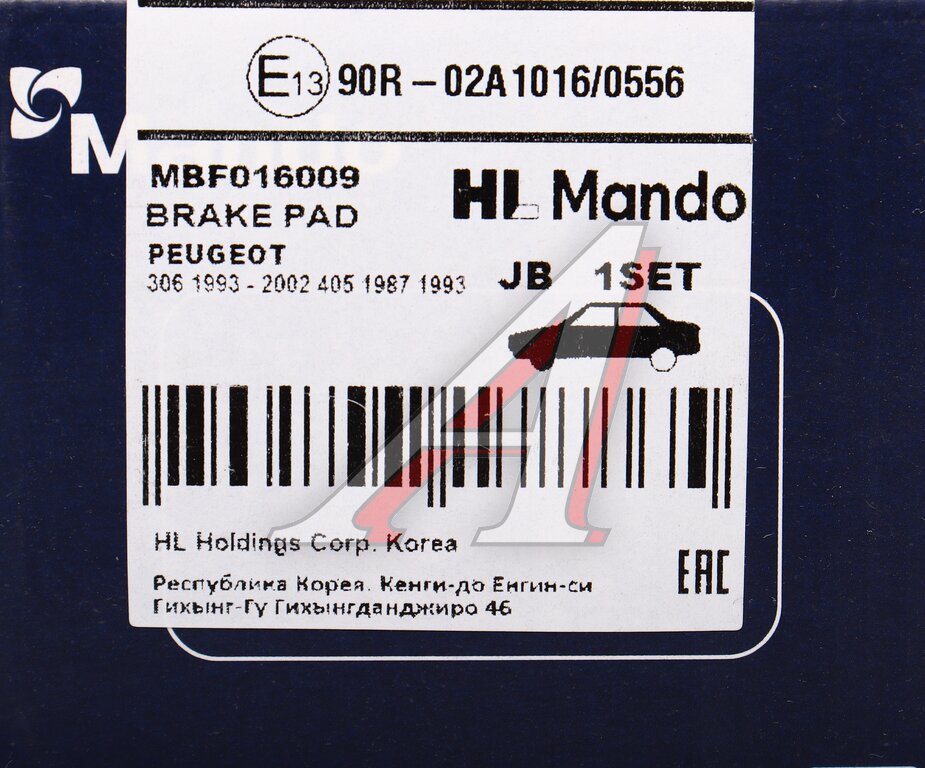 E13 90R - 02A1016/0556
MBF016009
HL Mando
BRAKE PAD
PEUGEOT
306 1993 - 2002 405 1987 1993
JB 1SET
HL Holdings Corp. Korea
EAC
Республика Корея. Кенги-до Енгин-си
Гихынг-Гу Гихынгданджиро 46